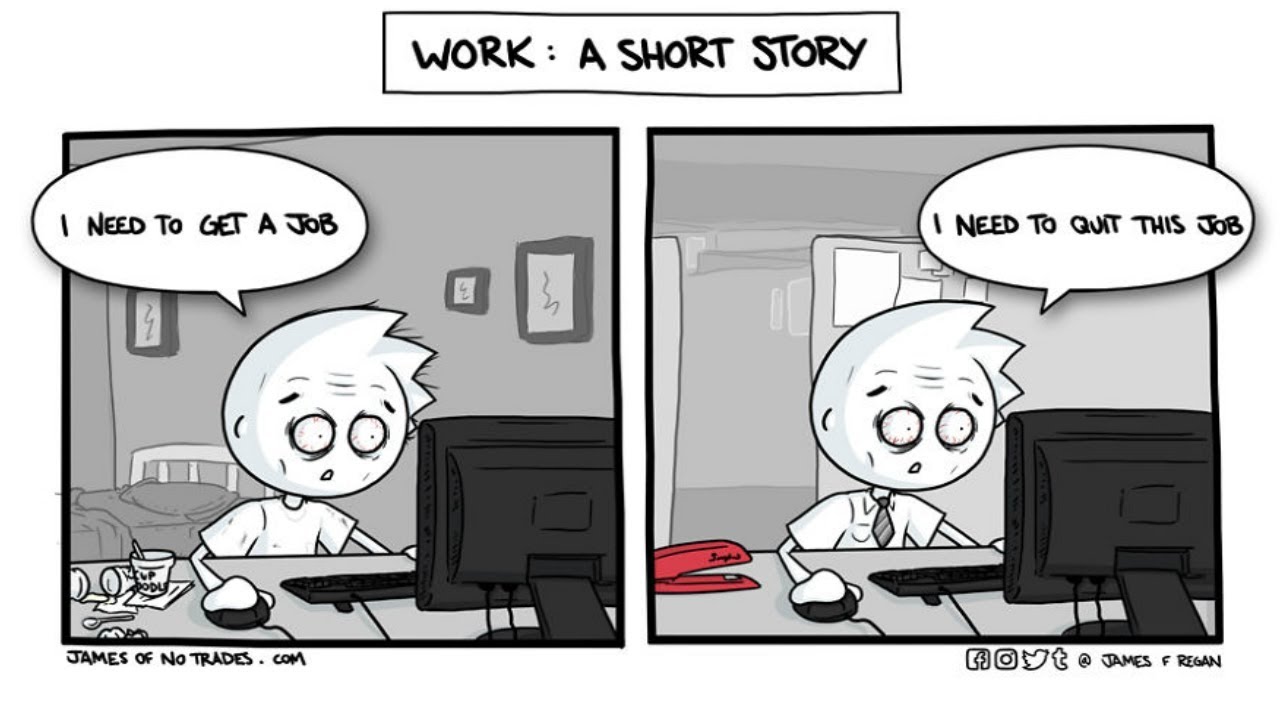 WORK: A SHORT STORY
I NEED TO GET A JOB
I NEED TO QUIT THIS JOB
CUP
JAMES OF NO TRADES.COM
@ JAMES F REGAN